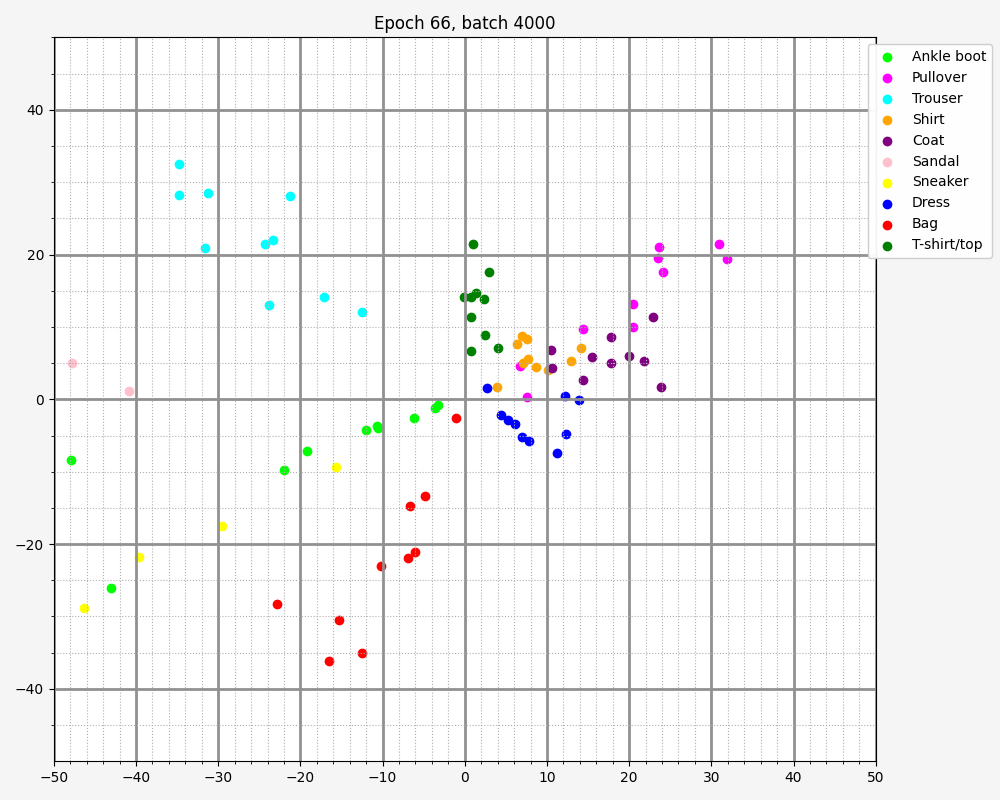 Epoch 66, batch 4000
Ankle boot
Pullover
Trouser
Shirt
Coat
Sandal
Sneaker
Dress
Bag
T-shirt/top
40
20
0
−20
−40
−50
−40
−30
−20
−10
0
10
20
30
40
50